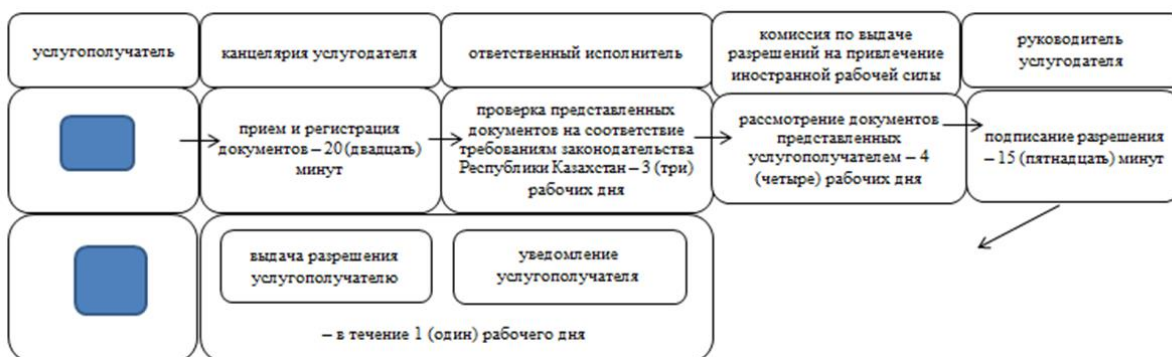 услугополучатель
канцелярия услугодателя
ответственный исполнитель
комиссия по выдаче
разрешений на привлечение
иностранной рабочей силы
руководитель
услугодателя
прием и регистрация
документов – 20 (двадцать)
минут
проверка представленных
документов на соответствие
требованиям законодательства
Республики Казахстан – 3 (три)
рабочих дня
рассмотрение документов
представленных
услугополучателем – 4
(четыре) рабочих дня
подписание разрешения
– 15 (пятнадцать) минут
выдача разрешения
услугополучателю
уведомление
услугополучателя
– в течение 1 (один) рабочего дня